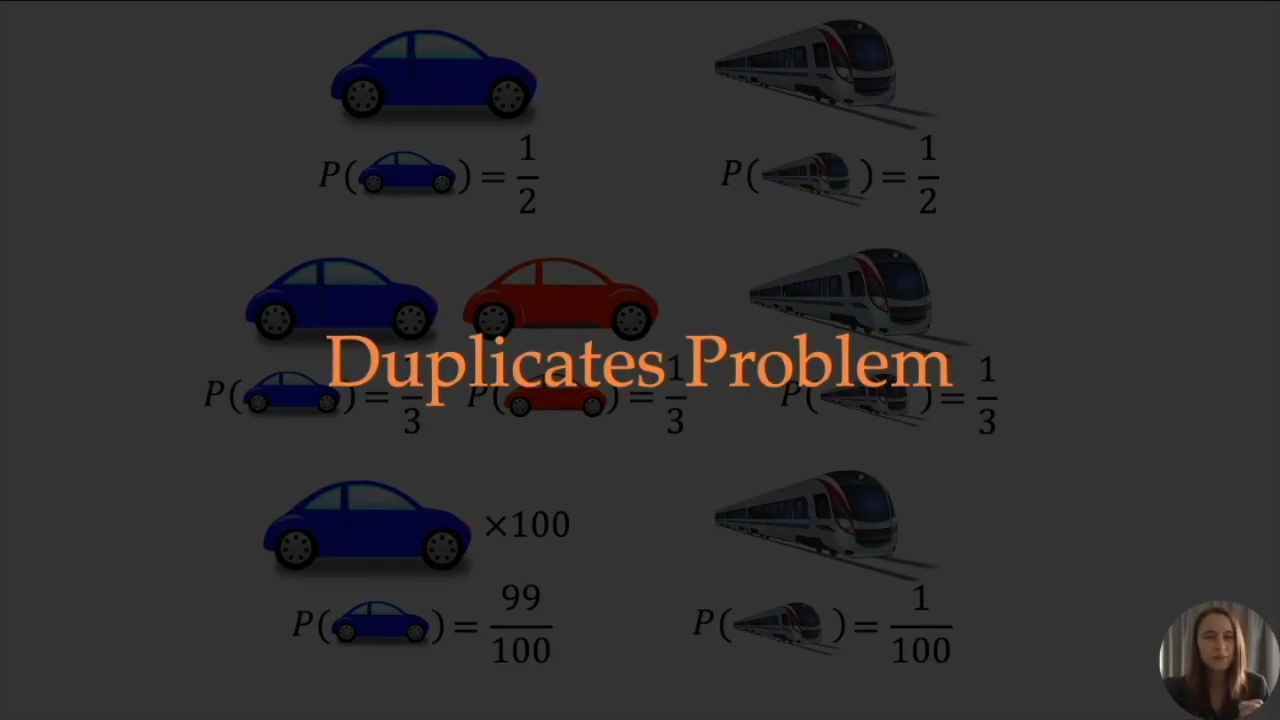 P( ) = 1/2 P( ) = 1/2
Duplicates Problem
P( ) = 1/3 P( ) = 1/3 P( ) = 1/3
×100
P( ) = 99/100 P( ) = 1/100